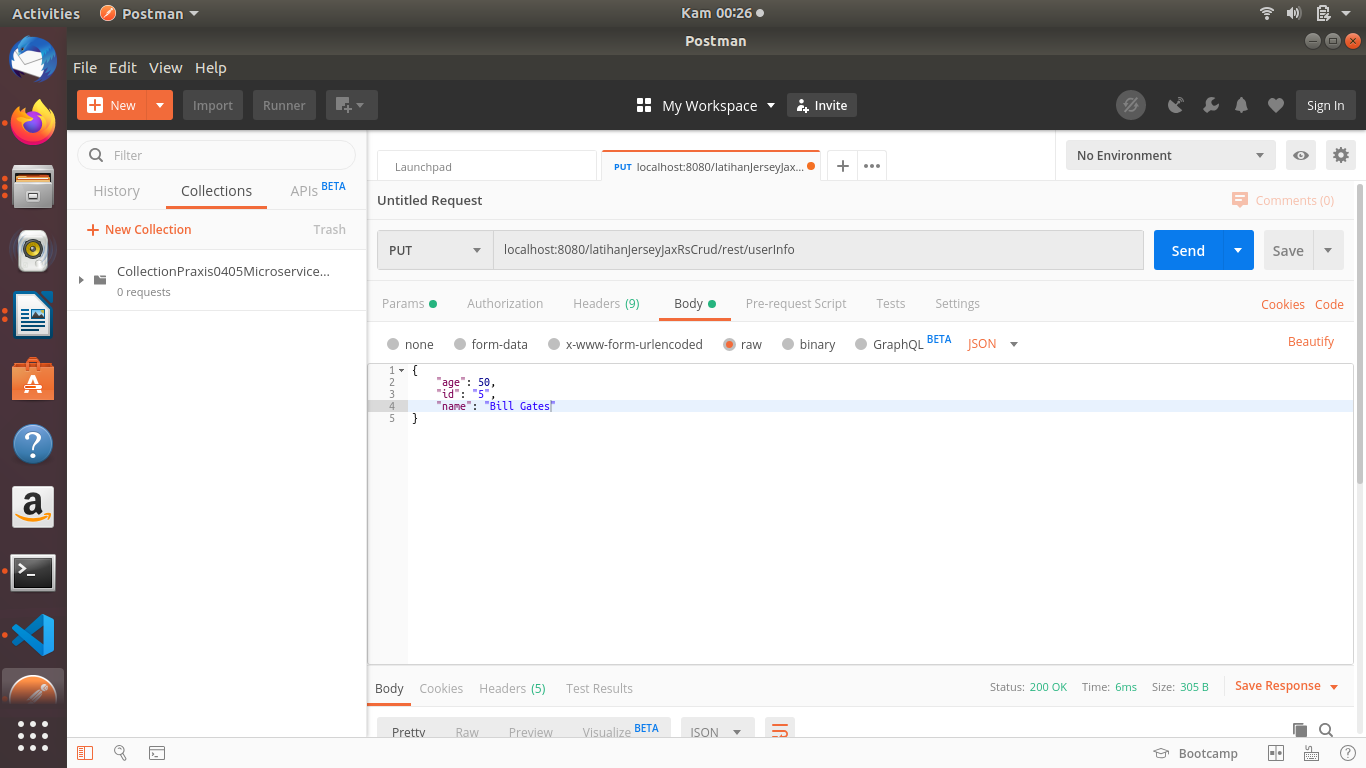 Activities Postman Kam 00:26
Postman
File Edit View Help
New Import Runner My Workspace Invite Sign In
Filter
History Collections APIs BETA
New Collection Trash
CollectionPraxis0405Microservice...
0 requests
Launchpad PUT localhost:8080/latihanJerseyJax... No Environment
Untitled Request Comments (0)
PUT localhost:8080/latihanJerseyJaxRsCrud/rest/userInfo Send Save
Params Authorization Headers (9) Body Pre-request Script Tests Settings Cookies Code
none form-data x-www-form-urlencoded raw binary GraphQL BETA JSON Beautify
1 {
2 "age": 50,
3 "id": "5",
4 "name": "Bill Gates"
5 }
Body Cookies Headers (5) Test Results Status: 200 OK Time: 6ms Size: 305 B Save Response
Pretty Raw Preview Visualize BETA JSON
Bootcamp